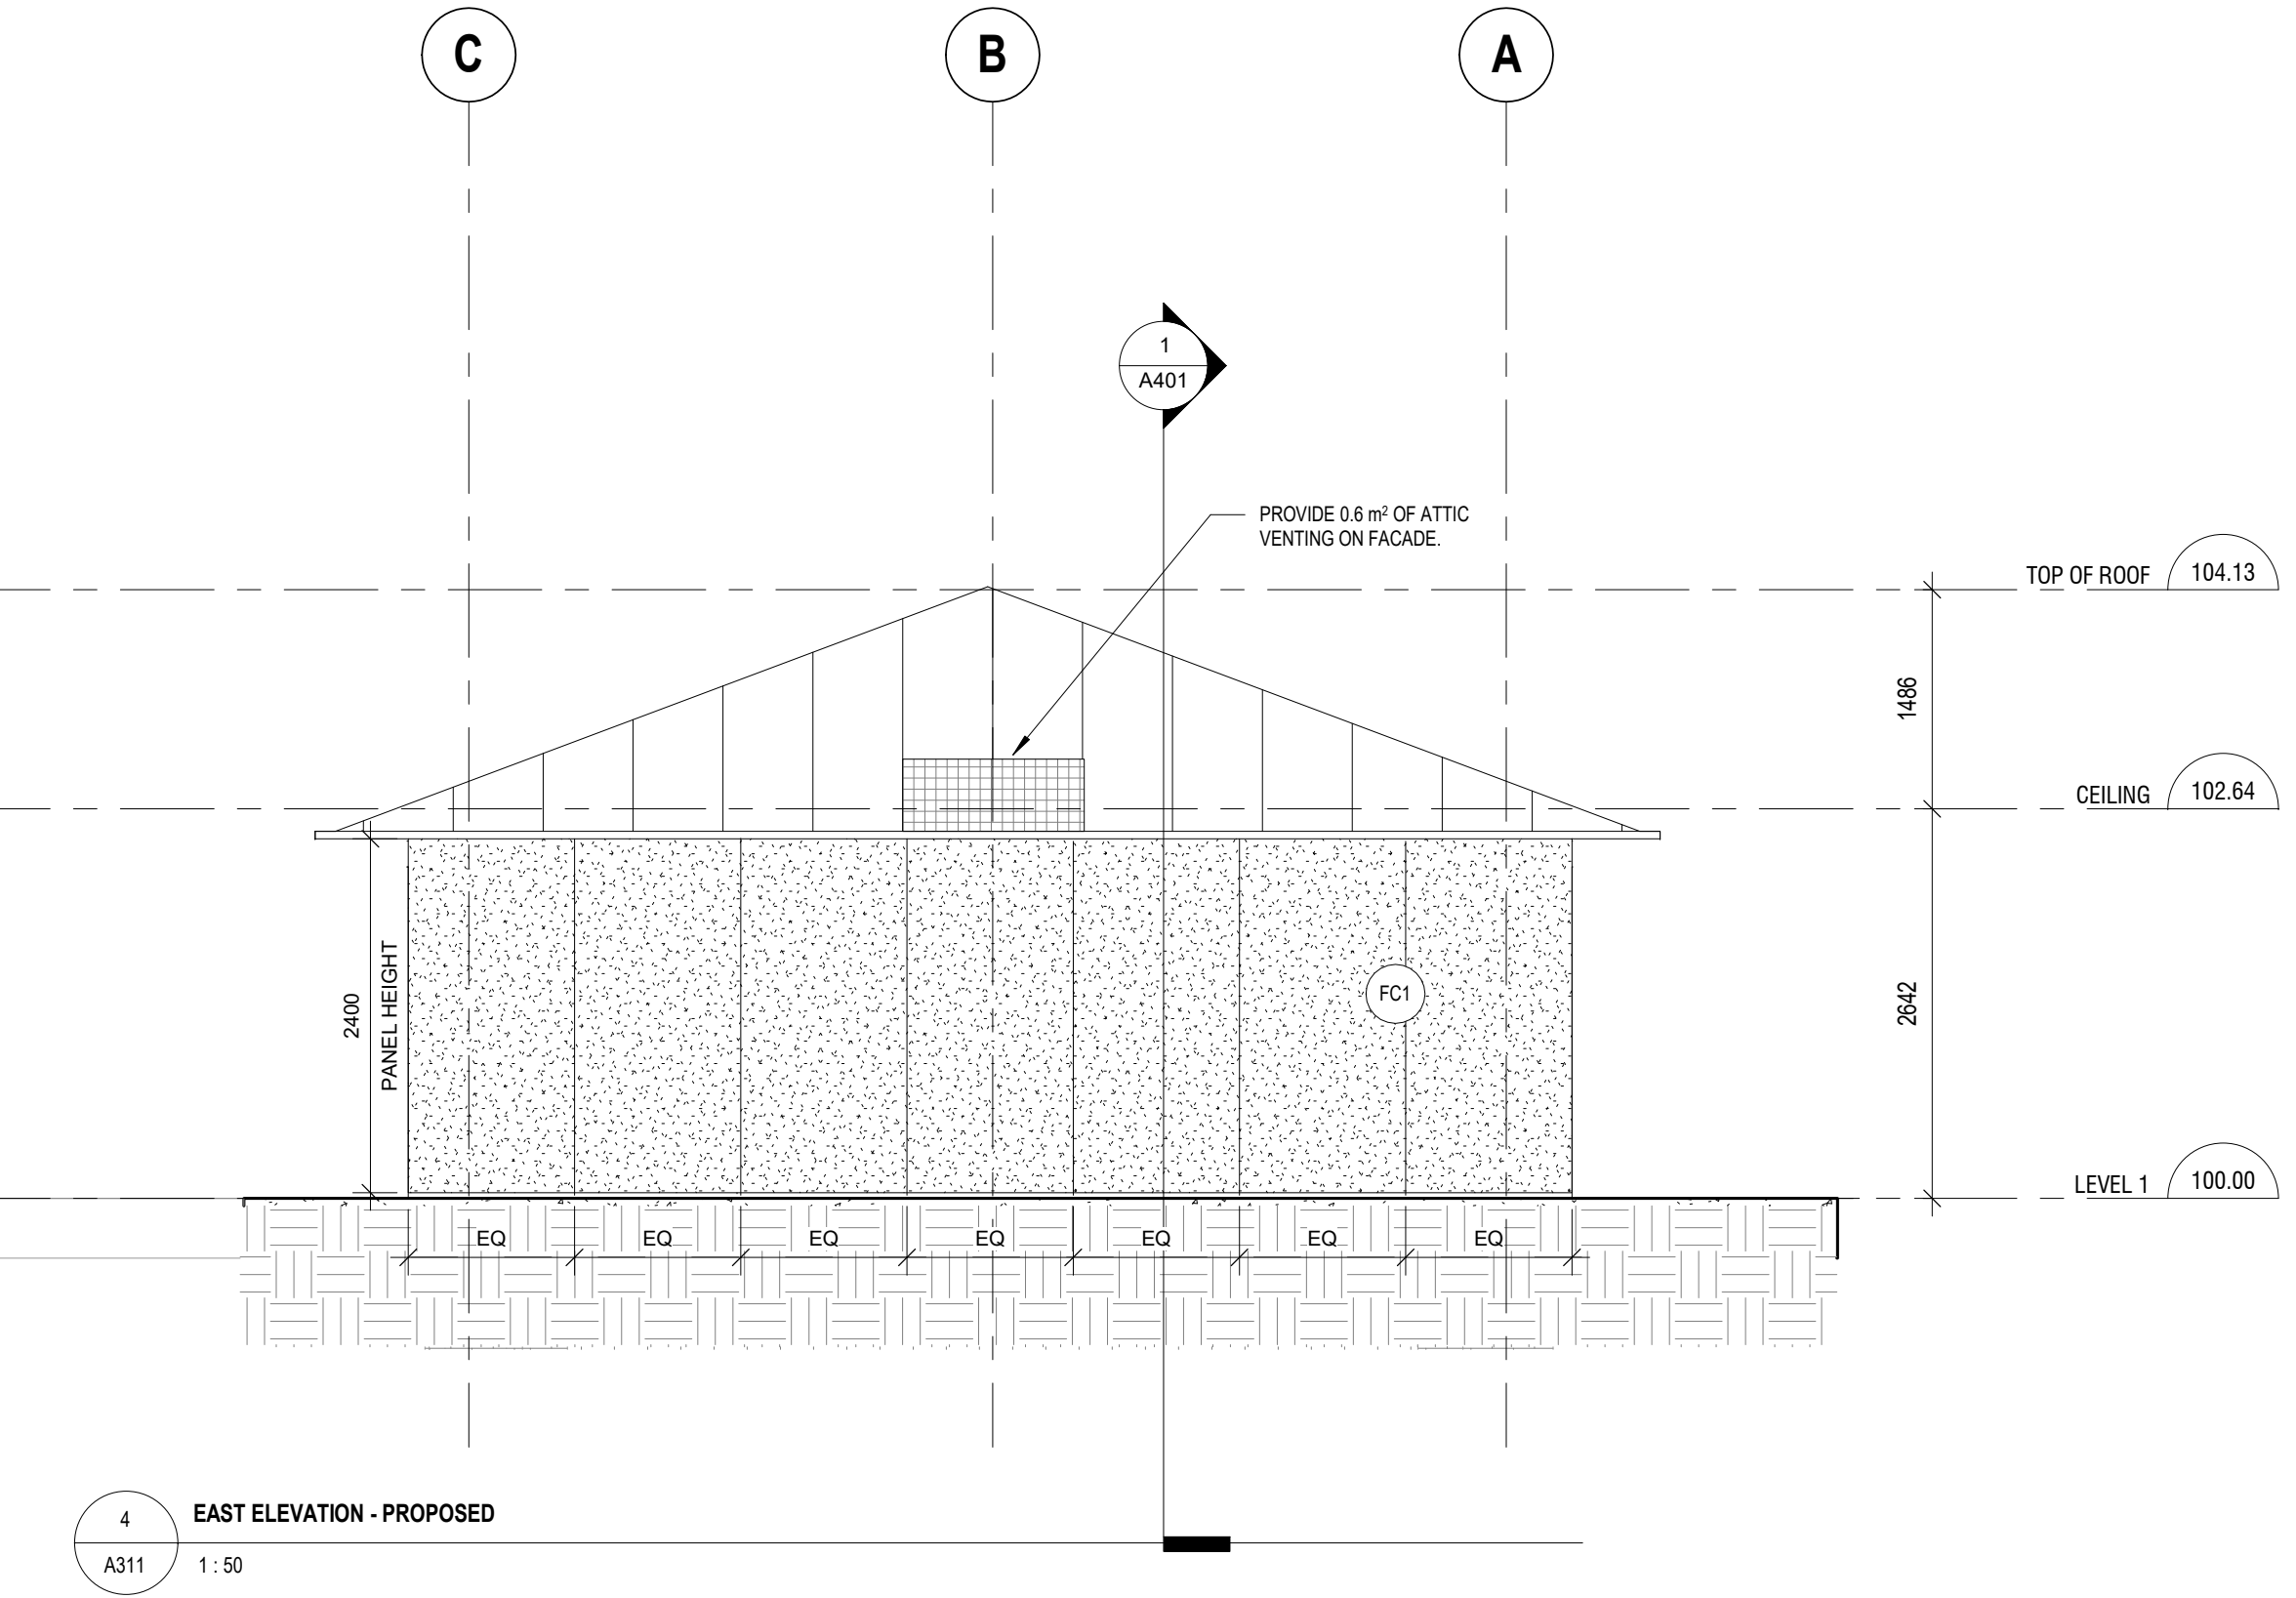 C
B
A
1
A401
PROVIDE 0.6 m² OF ATTIC
VENTING ON FACADE.
TOP OF ROOF 104.13
1486
CEILING 102.64
2400
PANEL HEIGHT
FC1
2642
LEVEL 1 100.00
EQ EQ EQ EQ EQ EQ EQ
4
EAST ELEVATION - PROPOSED
A311
1 : 50